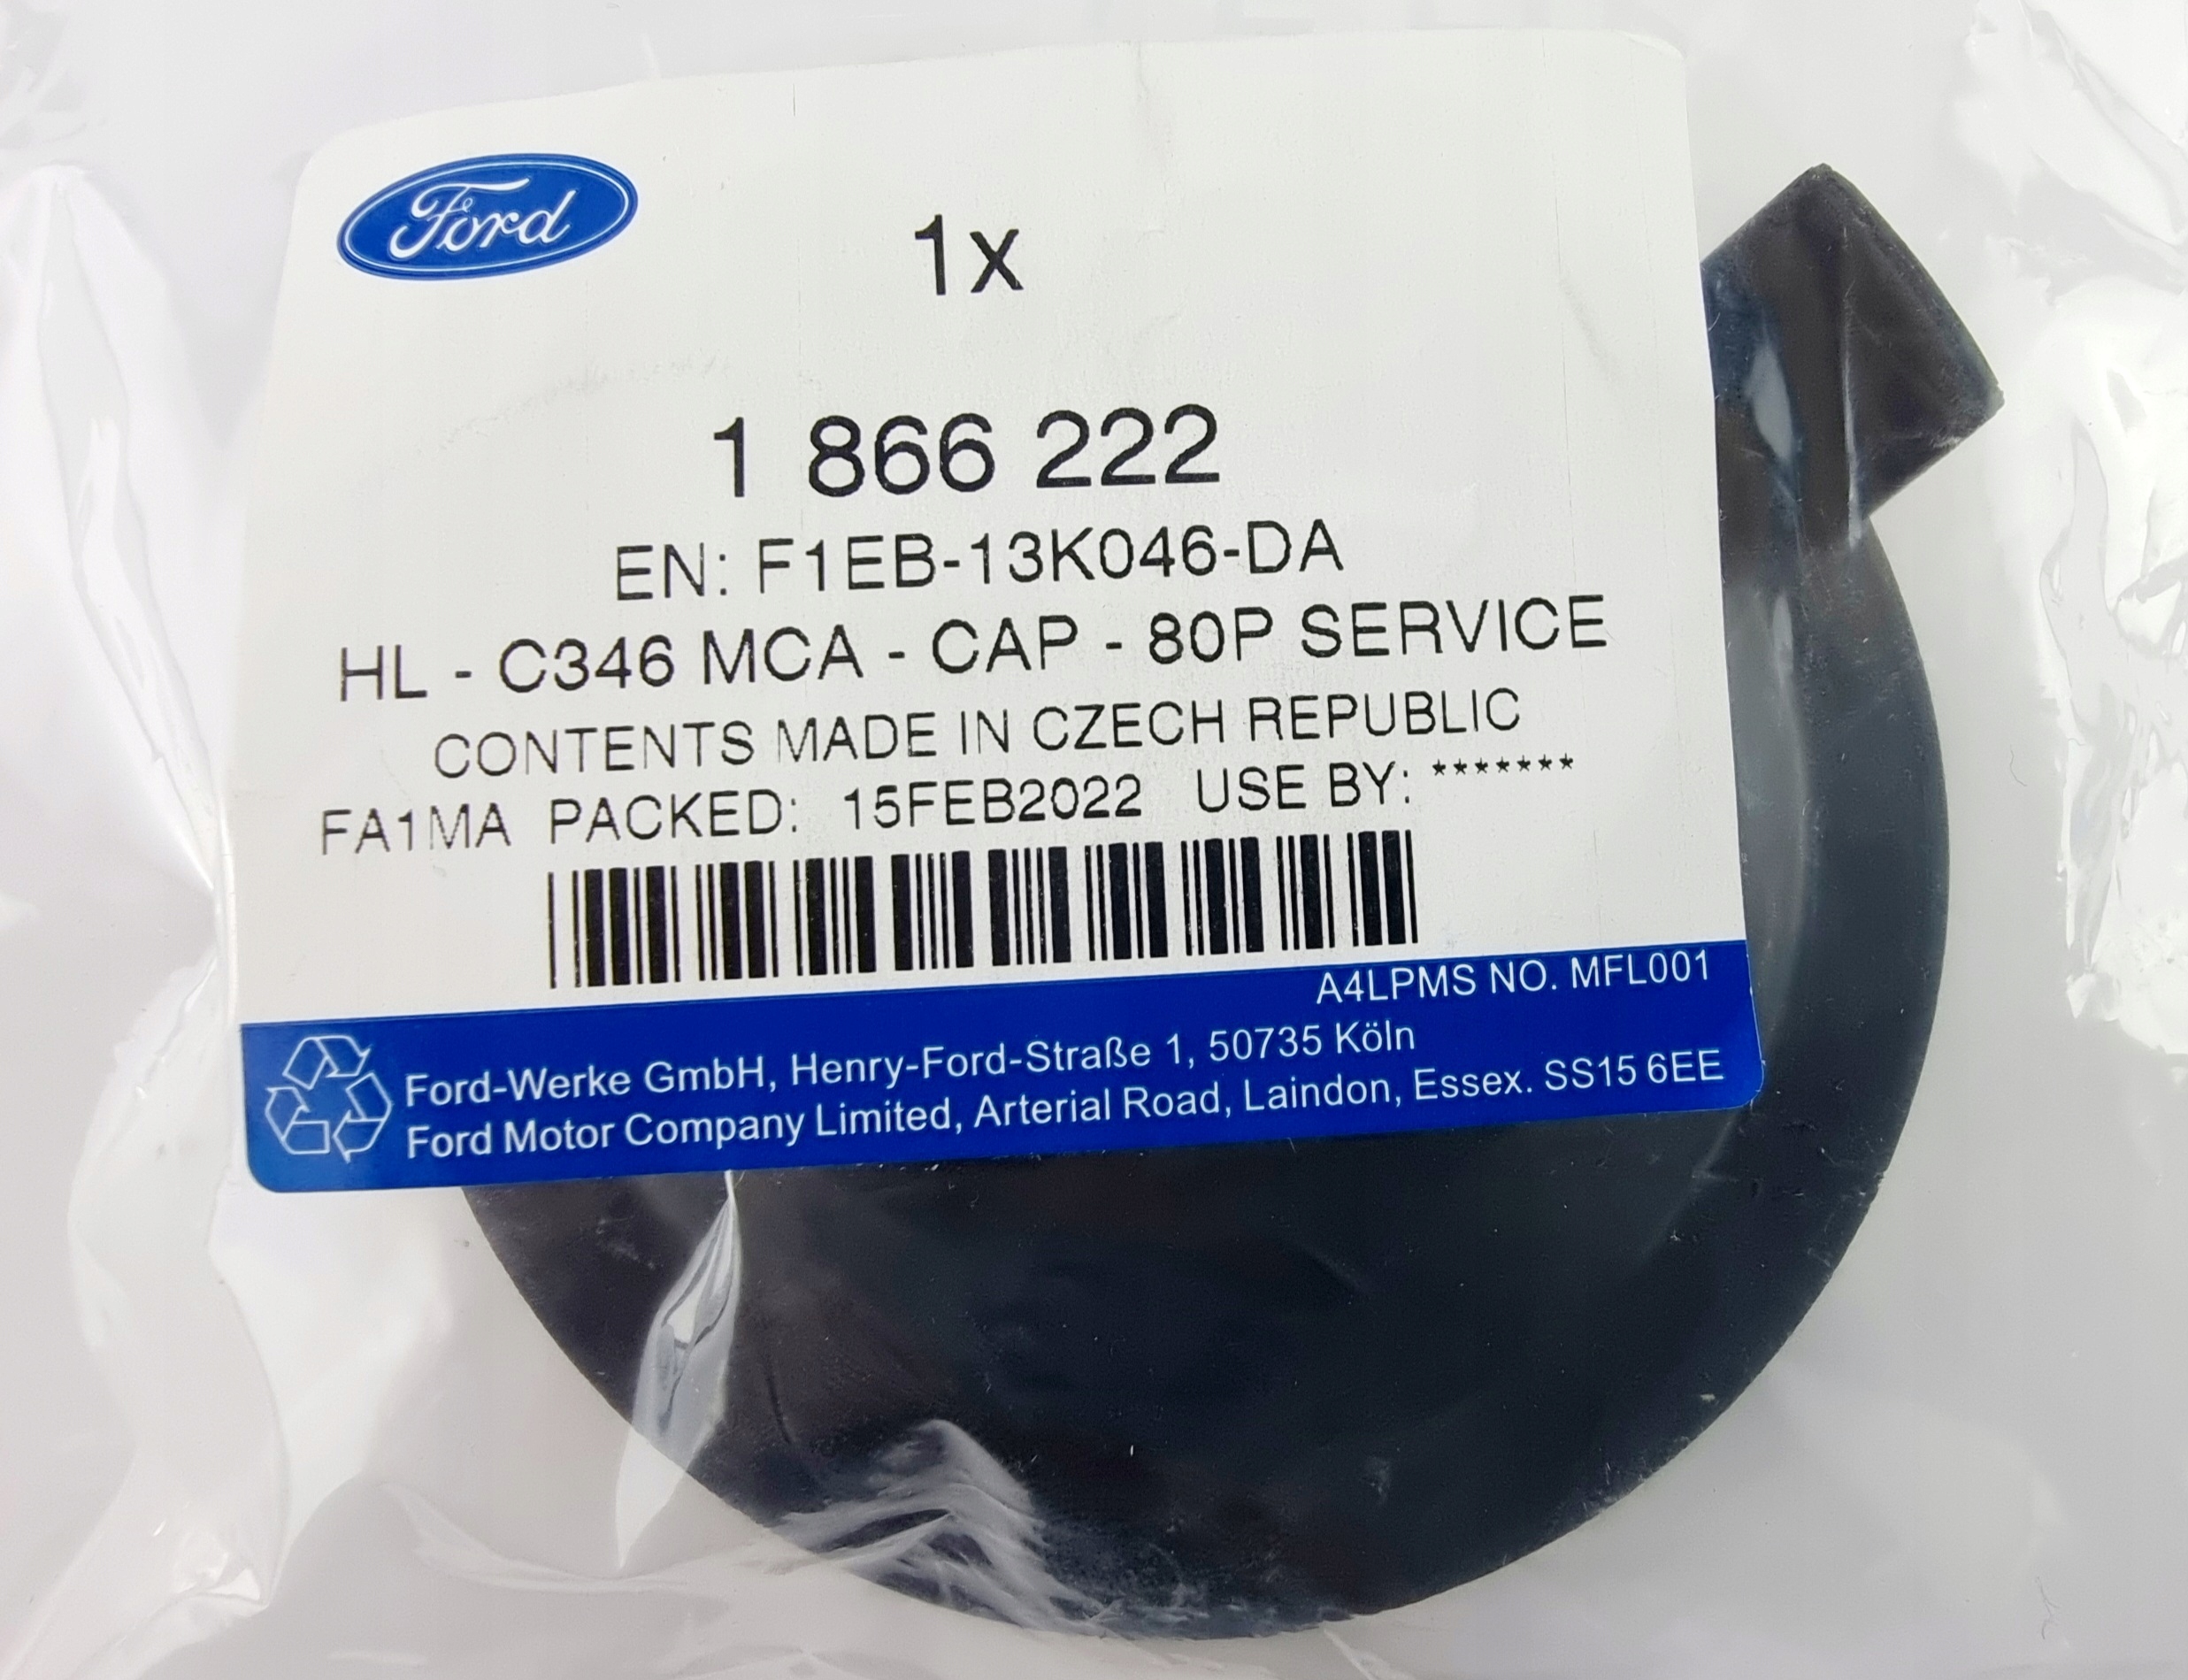 Ford
1x
1 866 222
EN: F1EB-13K046-DA
HL - C346 MCA - CAP - 80P SERVICE
CONTENTS MADE IN CZECH REPUBLIC
FA1MA PACKED: 15FEB2022 USE BY: *******
A4LPMS NO. MFL001
Ford-Werke GmbH, Henry-Ford-Straße 1, 50735 Köln
Ford Motor Company Limited, Arterial Road, Laindon, Essex. SS15 6EE